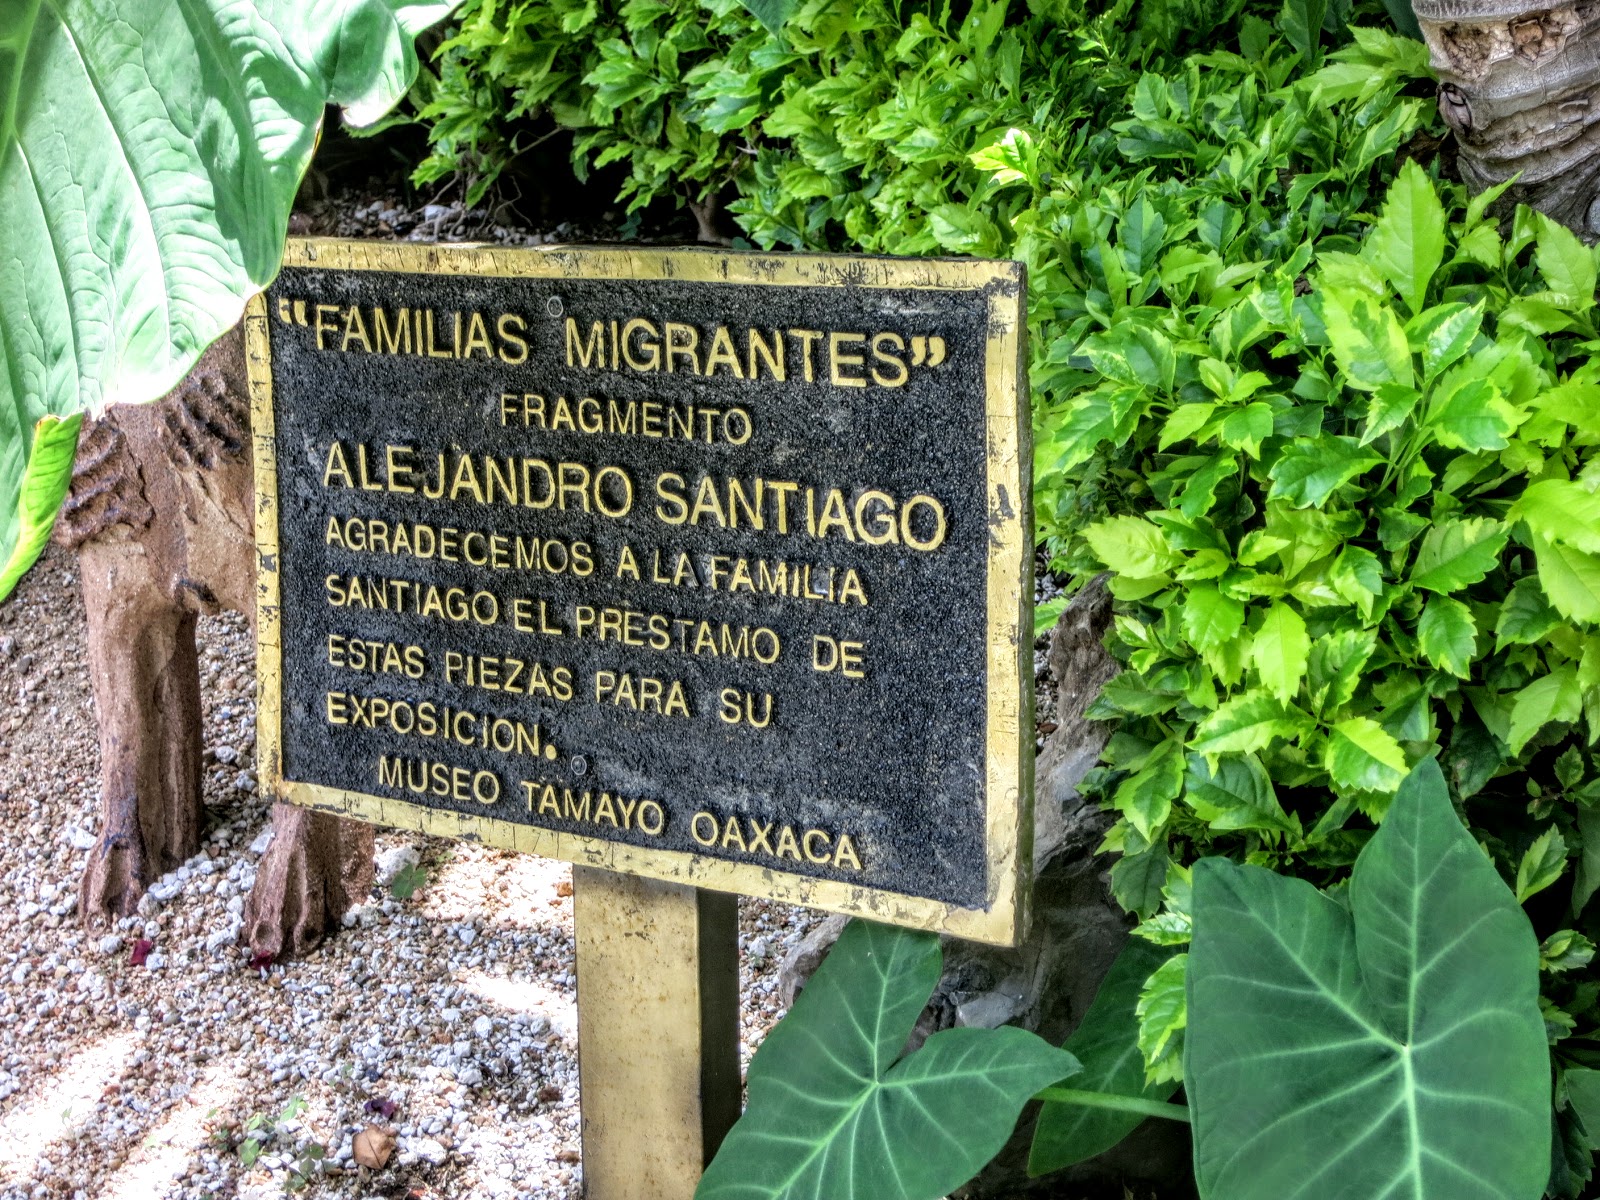 “FAMILIAS MIGRANTES”
FRAGMENTO
ALEJANDRO SANTIAGO
AGRADECEMOS A LA FAMILIA
SANTIAGO EL PRESTAMO DE
ESTAS PIEZAS PARA SU
EXPOSICION.
MUSEO TAMAYO OAXACA